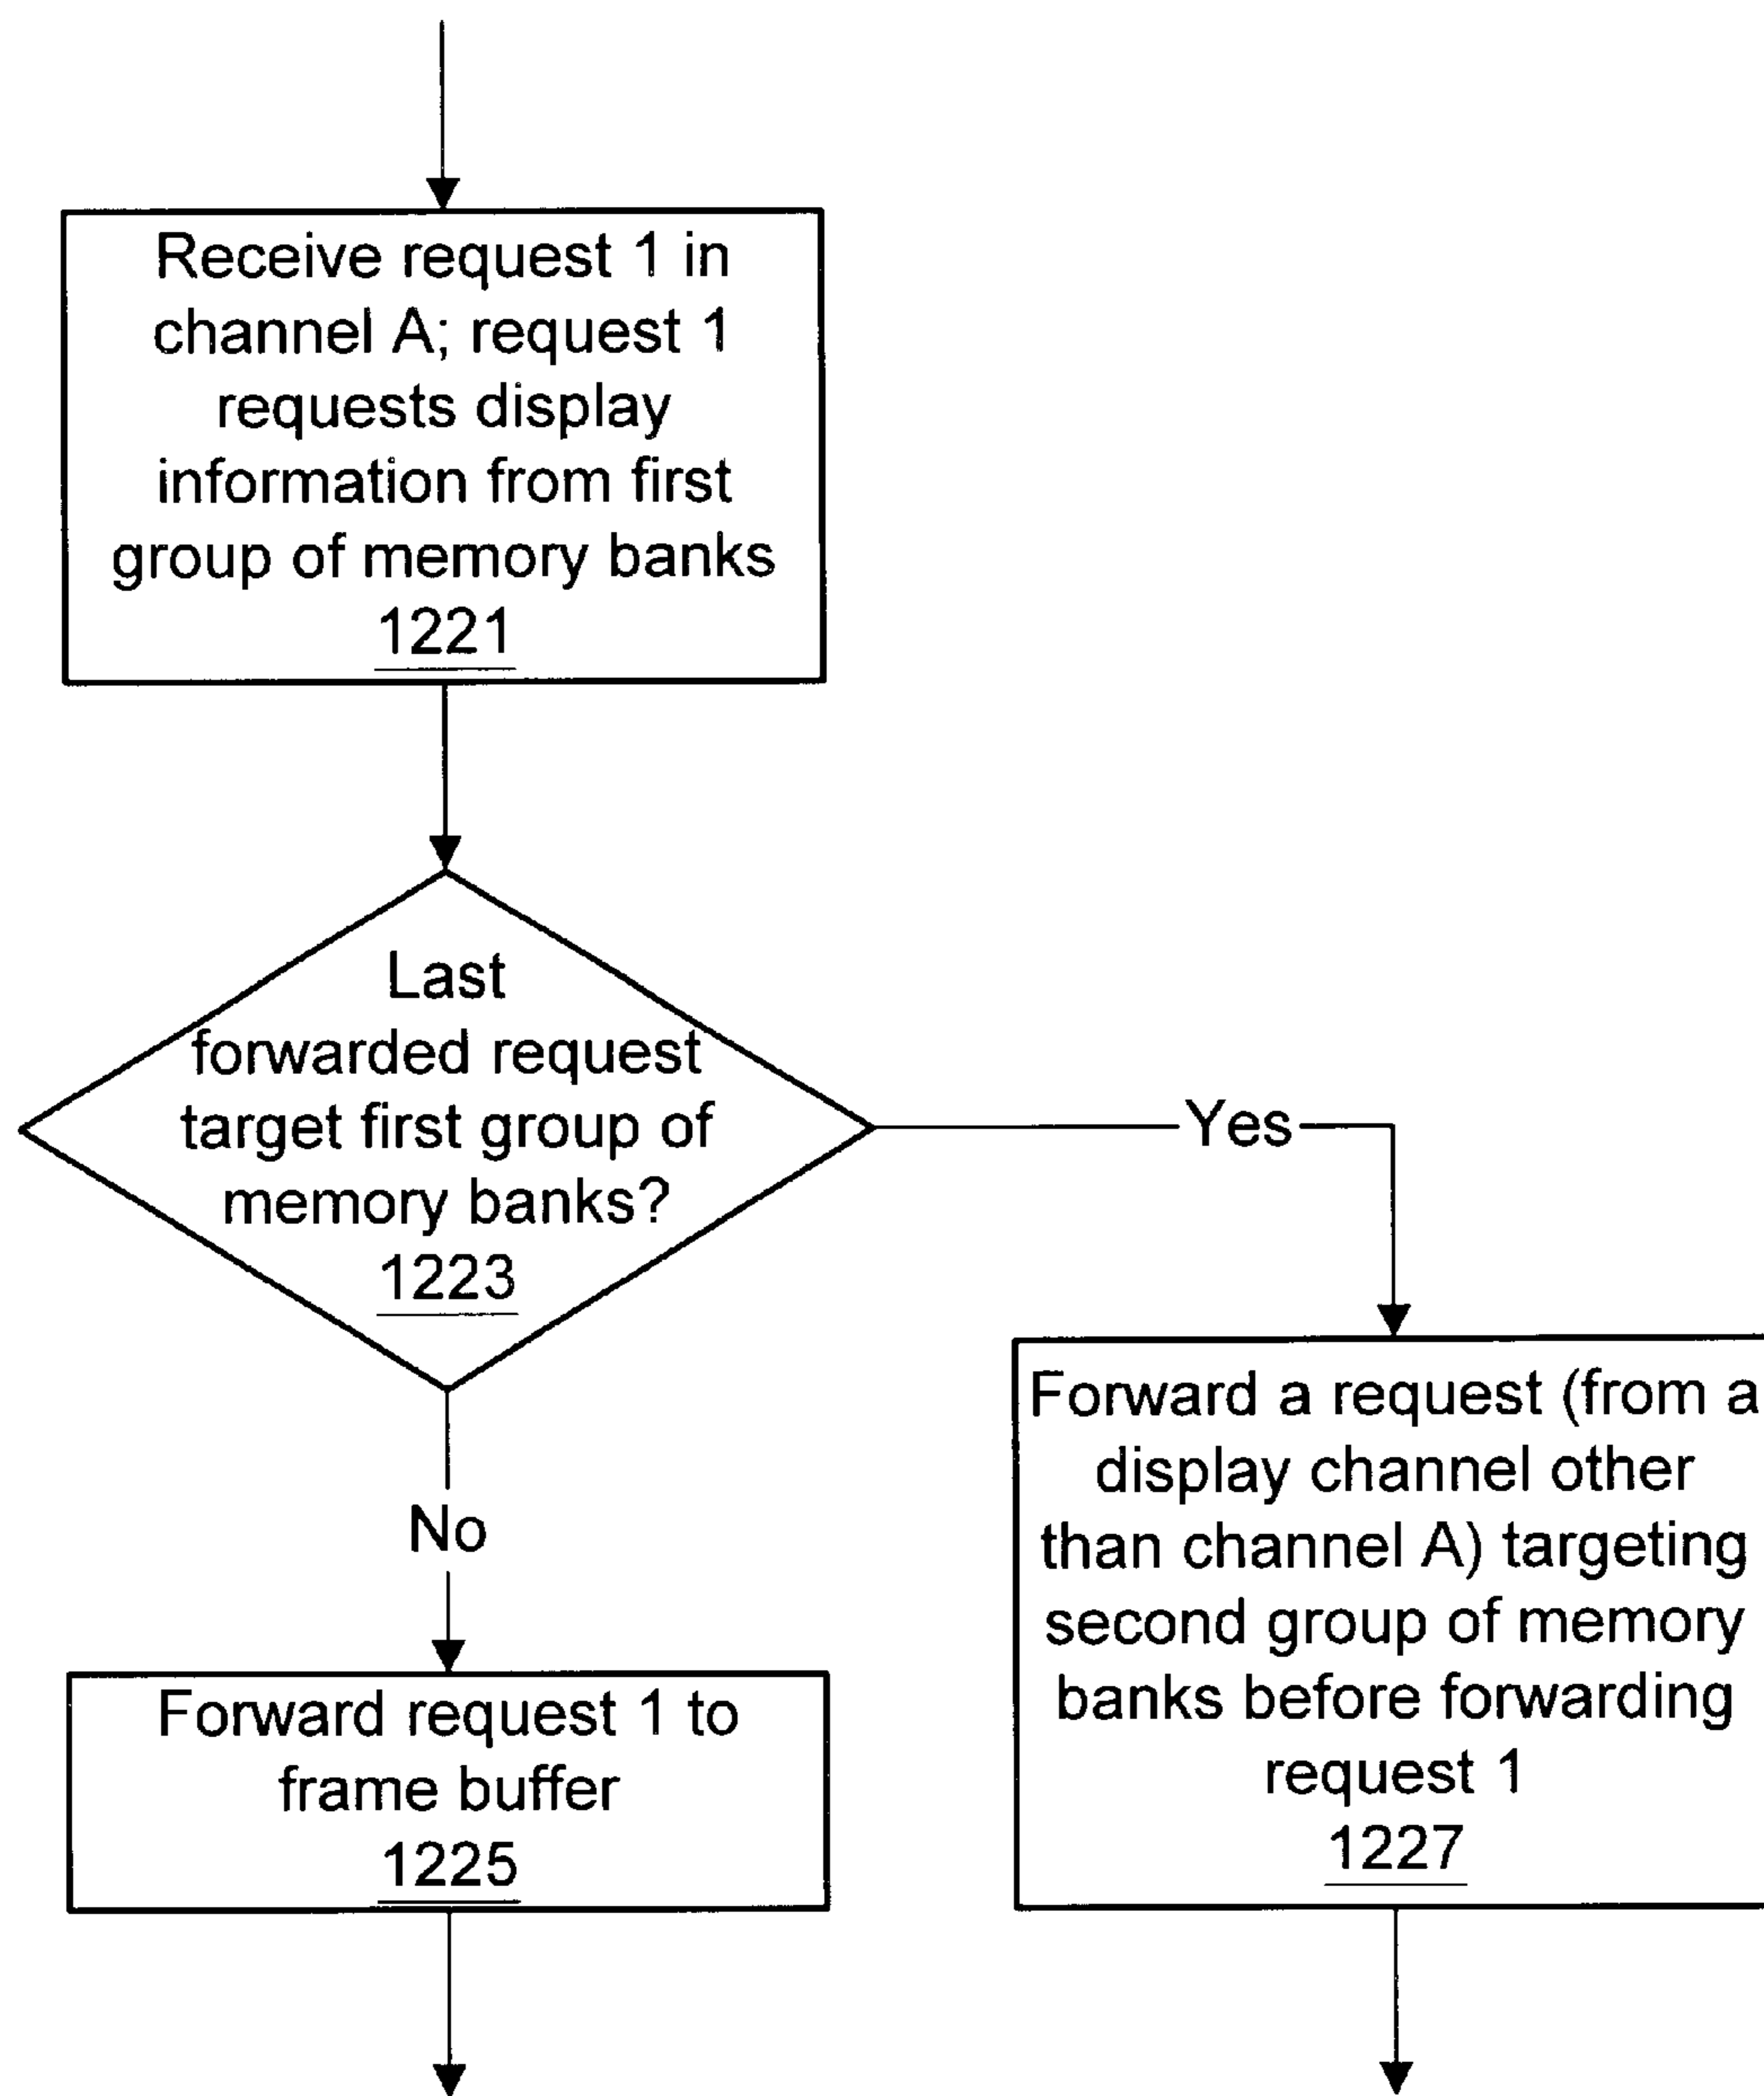 Receive request 1 in
channel A; request 1
requests display
information from first
group of memory banks
1221
Last
forwarded request
target first group of
memory banks?
1223
Yes
No
Forward request 1 to
frame buffer
1225
Forward a request (from a
display channel other
than channel A) targeting
second group of memory
banks before forwarding
request 1
1227